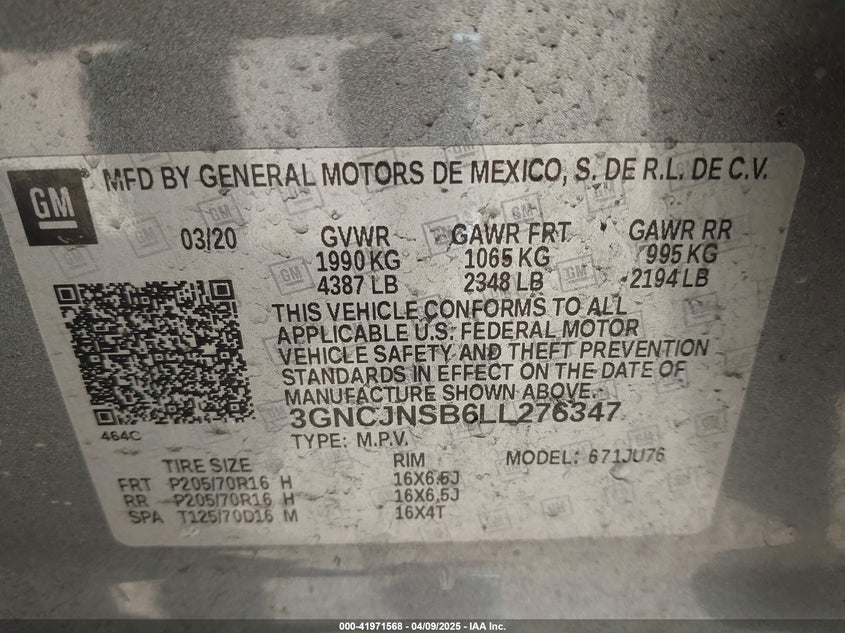 GM
MFD BY GENERAL MOTORS DE MEXICO, S. DE R.L. DE C.V.
03/20 GVWR GAWR FRT GAWR RR
1990 KG 1065 KG 995 KG
4387 LB 2348 LB 2194 LB
THIS VEHICLE CONFORMS TO ALL
APPLICABLE U.S. FEDERAL MOTOR
VEHICLE SAFETY AND THEFT PREVENTION
STANDARDS IN EFFECT ON THE DATE OF
MANUFACTURE SHOWN ABOVE.
3GNCJNSB6LL276347
464C
TYPE: M.P.V. MODEL: 671JU76
TIRE SIZE RIM
FRT P205/70R16 H 16X6.5J
RR P205/70R16 H 16X6.5J
SPA T125/70D16 M 16X4T
000-41971568 | 04/09/2025 - IAA Inc.